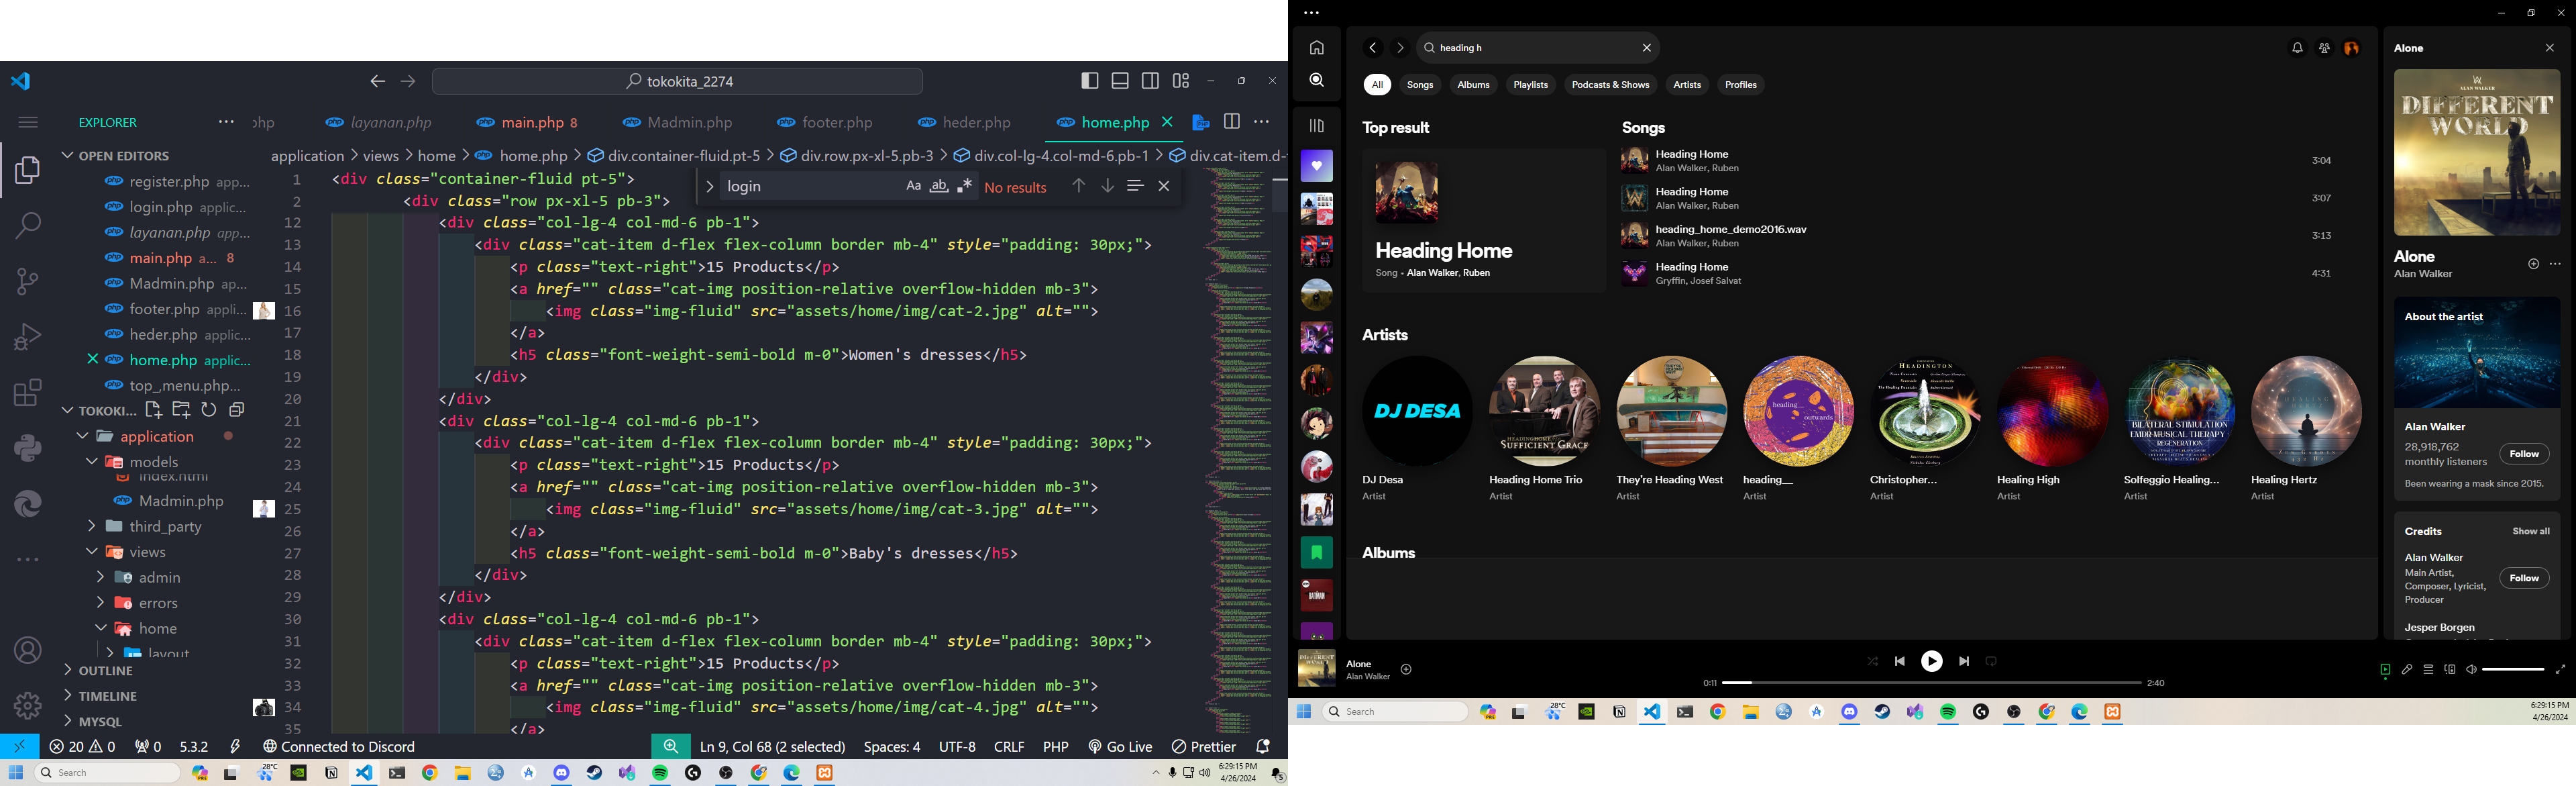 tokokita_2274
EXPLORER
php
layanan.php
main.php 8
Madmin.php
footer.php
heder.php
home.php
OPEN EDITORS
application > views > home > home.php > div.container-fluid.pt-5 > div.row.px-xl-5.pb-3 > div.col-lg-4.col-md-6.pb-1 > div.cat-item.d-
login
Aa
ab
No results
register.php app...
login.php applic...
layanan.php app...
main.php a... 8
Madmin.php ap...
footer.php appli...
heder.php applic...
home.php applic...
top_menu.php...
TOKOKI...
application
models
index.html
Madmin.php
third_party
views
admin
errors
home
layout
OUTLINE
TIMELINE
MYSQL
1 <div class="container-fluid pt-5">
2 <div class="row px-xl-5 pb-3">
12 <div class="col-lg-4 col-md-6 pb-1">
13 <div class="cat-item d-flex flex-column border mb-4" style="padding: 30px;">
14 <p class="text-right">15 Products</p>
15 <a href="" class="cat-img position-relative overflow-hidden mb-3">
16 <img class="img-fluid" src="assets/home/img/cat-2.jpg" alt="">
17 </a>
18 <h5 class="font-weight-semi-bold m-0">Women's dresses</h5>
19 </div>
20 </div>
21 <div class="col-lg-4 col-md-6 pb-1">
22 <div class="cat-item d-flex flex-column border mb-4" style="padding: 30px;">
23 <p class="text-right">15 Products</p>
24 <a href="" class="cat-img position-relative overflow-hidden mb-3">
25 <img class="img-fluid" src="assets/home/img/cat-3.jpg" alt="">
26 </a>
27 <h5 class="font-weight-semi-bold m-0">Baby's dresses</h5>
28 </div>
29 </div>
30 <div class="col-lg-4 col-md-6 pb-1">
31 <div class="cat-item d-flex flex-column border mb-4" style="padding: 30px;">
32 <p class="text-right">15 Products</p>
33 <a href="" class="cat-img position-relative overflow-hidden mb-3">
34 <img class="img-fluid" src="assets/home/img/cat-4.jpg" alt="">
35 </a>
20 0 0 5.3.2 Connected to Discord
Ln 9, Col 68 (2 selected) Spaces: 4 UTF-8 CRLF PHP Go Live Prettier
Search
28°C
6:29:15 PM
4/26/2024
5
heading h
All
Songs
Albums
Playlists
Podcasts & Shows
Artists
Profiles
Top result
Heading Home
Song • Alan Walker, Ruben
Songs
Heading Home
Alan Walker, Ruben
3:04
Heading Home
Alan Walker, Ruben
3:07
heading_home_demo2016.wav
Alan Walker, Ruben
3:13
Heading Home
Gryffin, Josef Salvat
4:31
Artists
DJ DESA
HEADING HOME TRIO
SUFFICIENT GRACE
heading__
outwards
HEADINGTON
BILATERAL STIMULATION
EMDR MUSICAL THERAPY
REGENERATION
DJ Desa
Artist
Heading Home Trio
Artist
They're Heading West
Artist
heading__
Artist
Christopher...
Artist
Healing High
Artist
Solfeggio Healing...
Artist
Healing Hertz
Artist
Albums
Alone
ALAN WALKER
DIFFERENT
WORLD
Alone
Alan Walker
About the artist
Alan Walker
28,918,762
monthly listeners
Follow
Been wearing a mask since 2015.
Credits
Show all
Alan Walker
Main Artist,
Composer, Lyricist,
Producer
Follow
Jesper Borgen
BATMAN
Alone
Alan Walker
0:11
2:40
Search
28°C
6:29:15 PM
4/26/2024